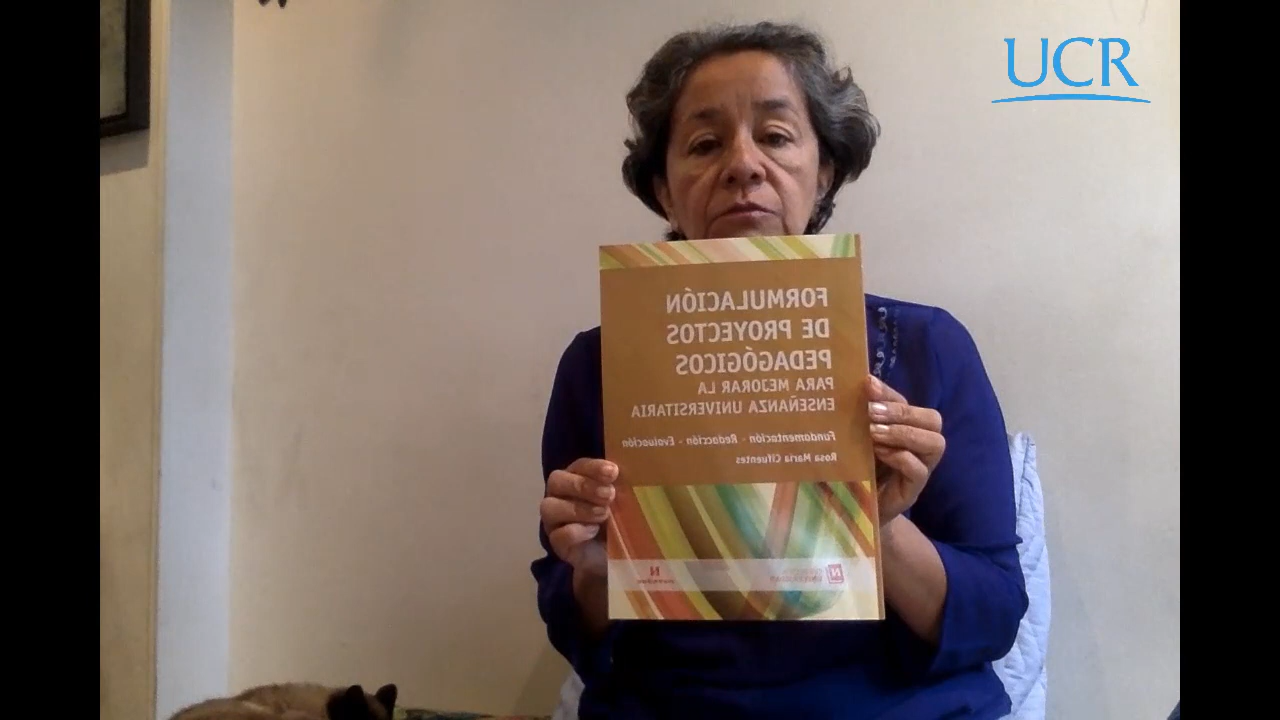 UCR
FORMULACIÓN
DE PROYECTOS
PEDAGÓGICOS
PARA MEJORAR LA
ENSEÑANZA UNIVERSITARIA
Fundamentación - Redacción - Evaluación
Rosa María Cifuentes
N
N